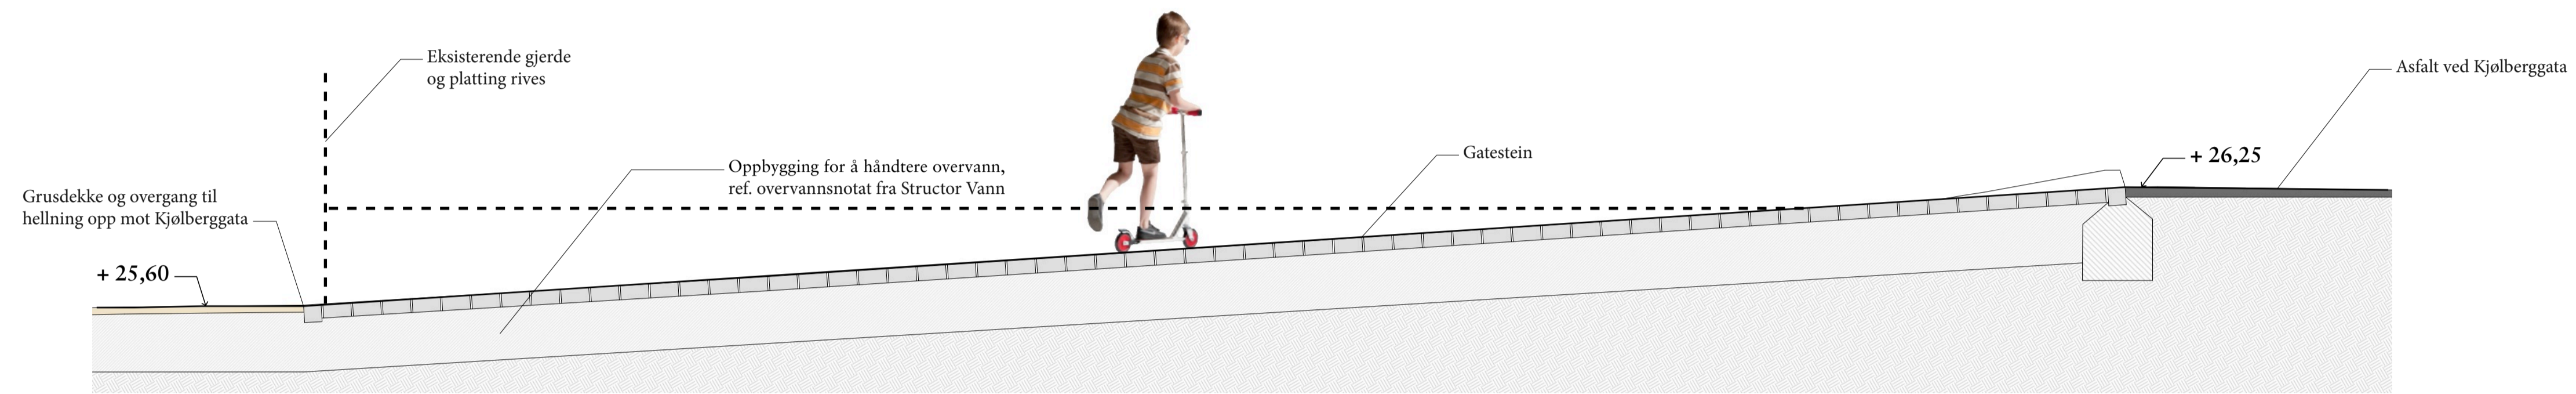 Eksisterende gjerde
og platting rives
Asfalt ved Kjølberggata
Oppbygging for å håndtere overvann,
ref. overvannsnotat fra Structor Vann
Gatestein
+ 26,25
Grusdekke og overgang til
hellning opp mot Kjølberggata
+ 25,60